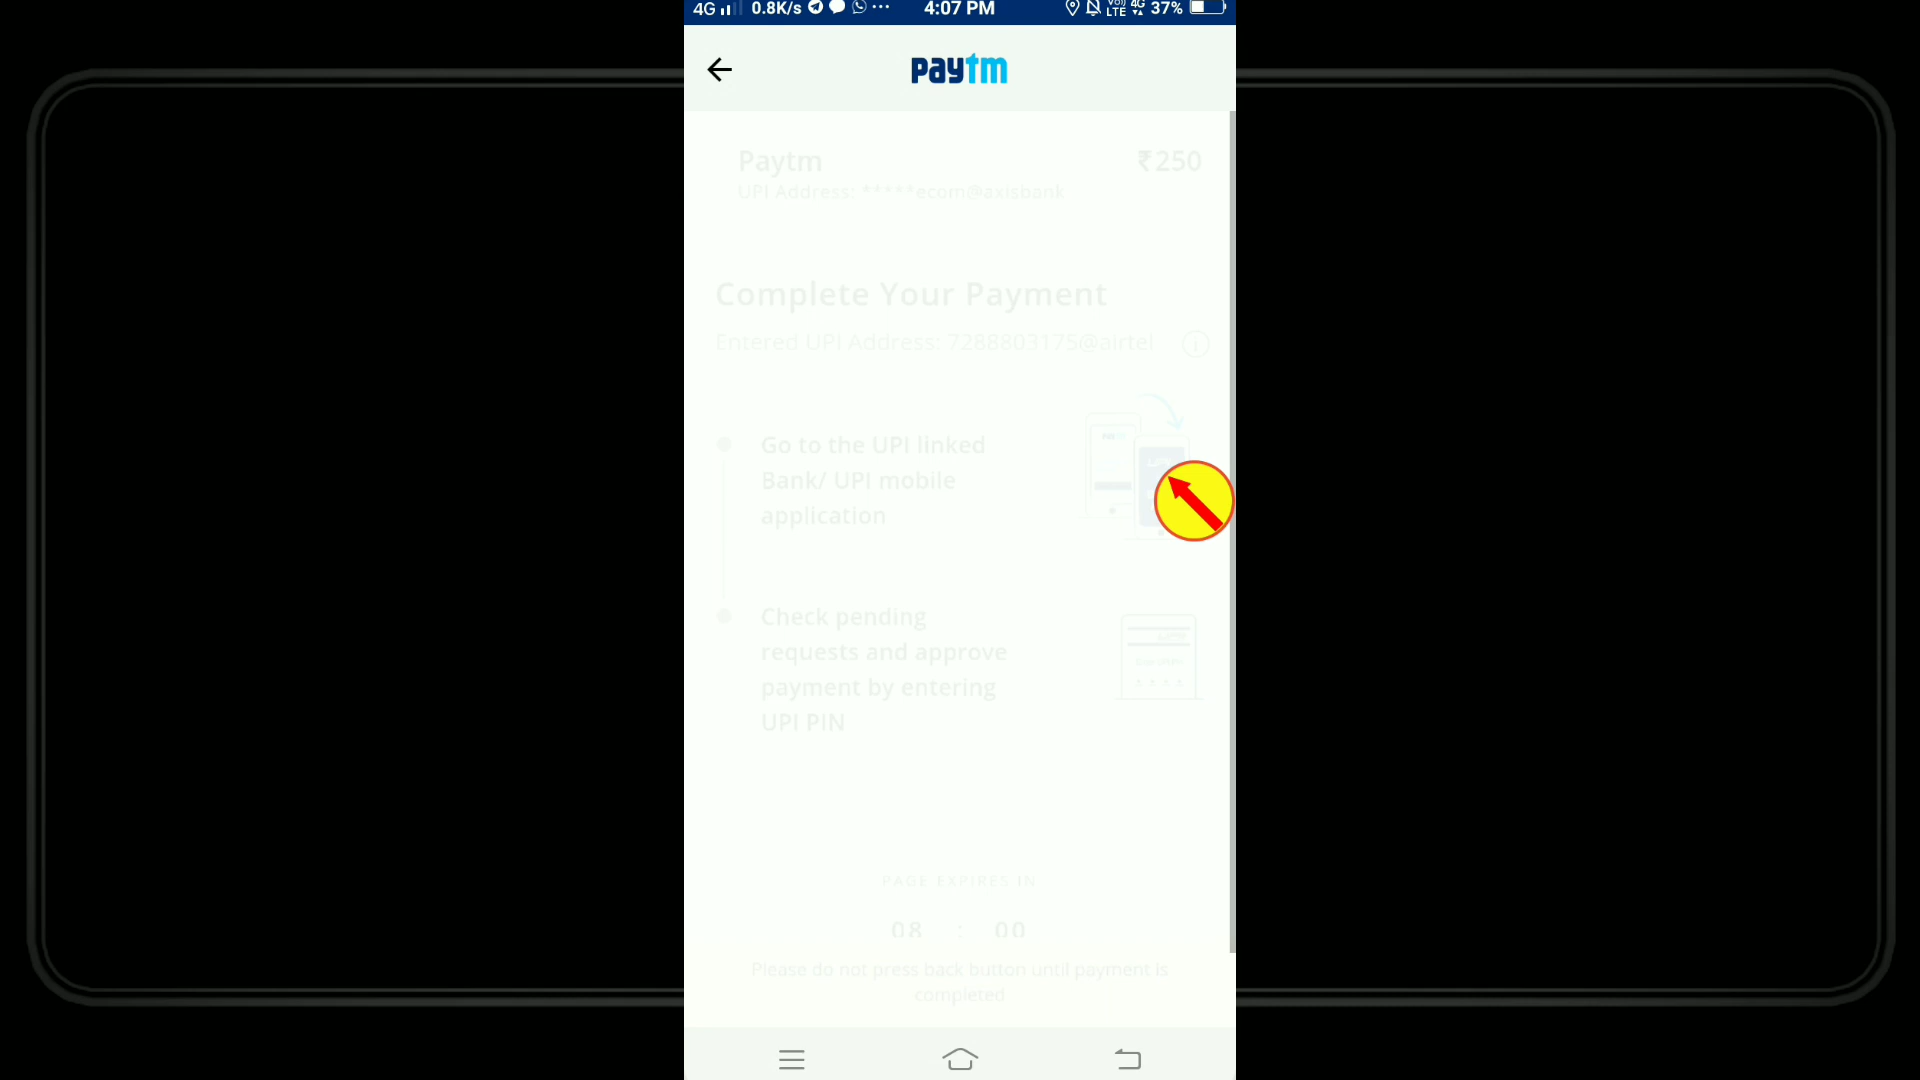 4G 0.8K/s 4:07 PM VoLTE 4G 37%
paytm
Paytm ₹250
UPI Address: *****ecom@axisbank
Complete Your Payment
Entered UPI Address: 7288803175@airtel
Go to the UPI linked
Bank/ UPI mobile
application
Check pending
requests and approve
payment by entering
UPI PIN
PAGE EXPIRES IN
08 : 00
Please do not press back button until payment is
completed